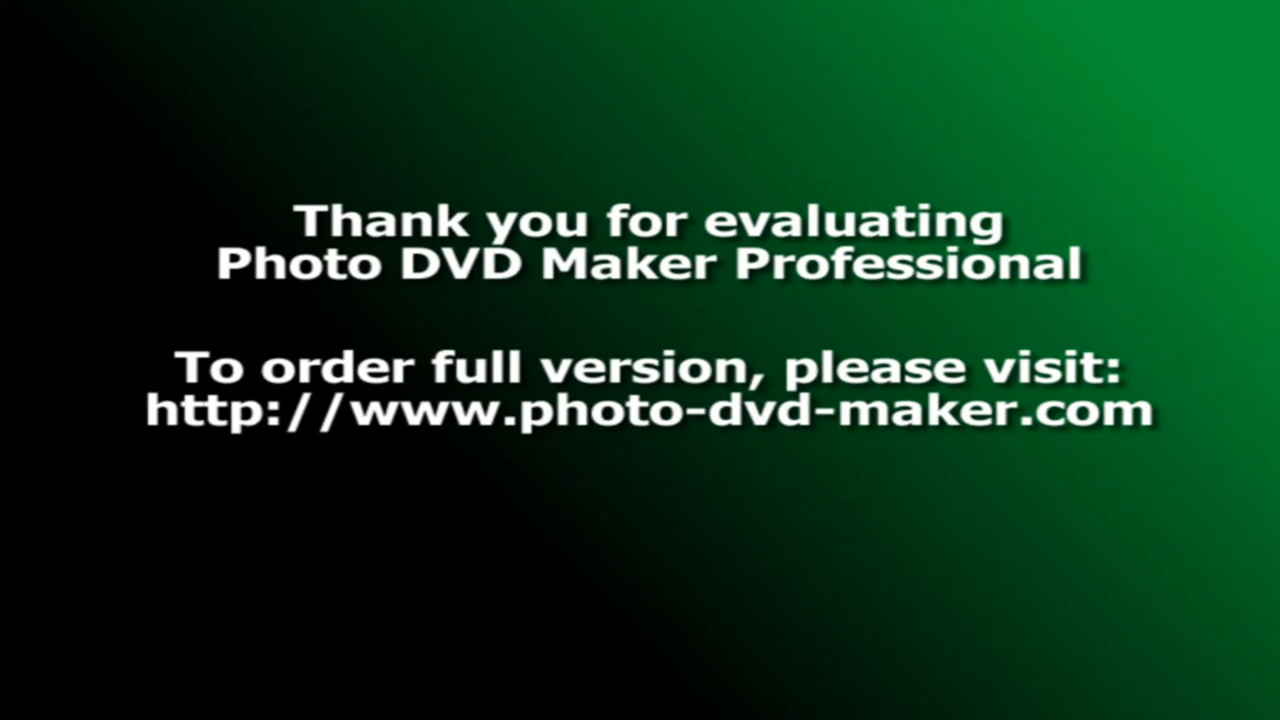 Thank you for evaluating
Photo DVD Maker Professional
To order full version, please visit:
http://www.photo-dvd-maker.com